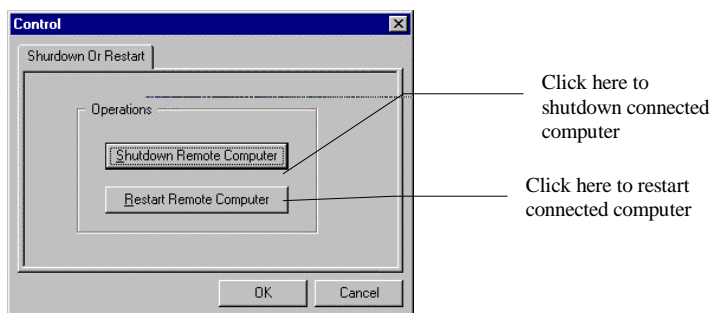 Control
Shurdown Or Restart
Operations
Shutdown Remote Computer
Restart Remote Computer
OK
Cancel
Click here to
shutdown connected
computer
Click here to restart
connected computer